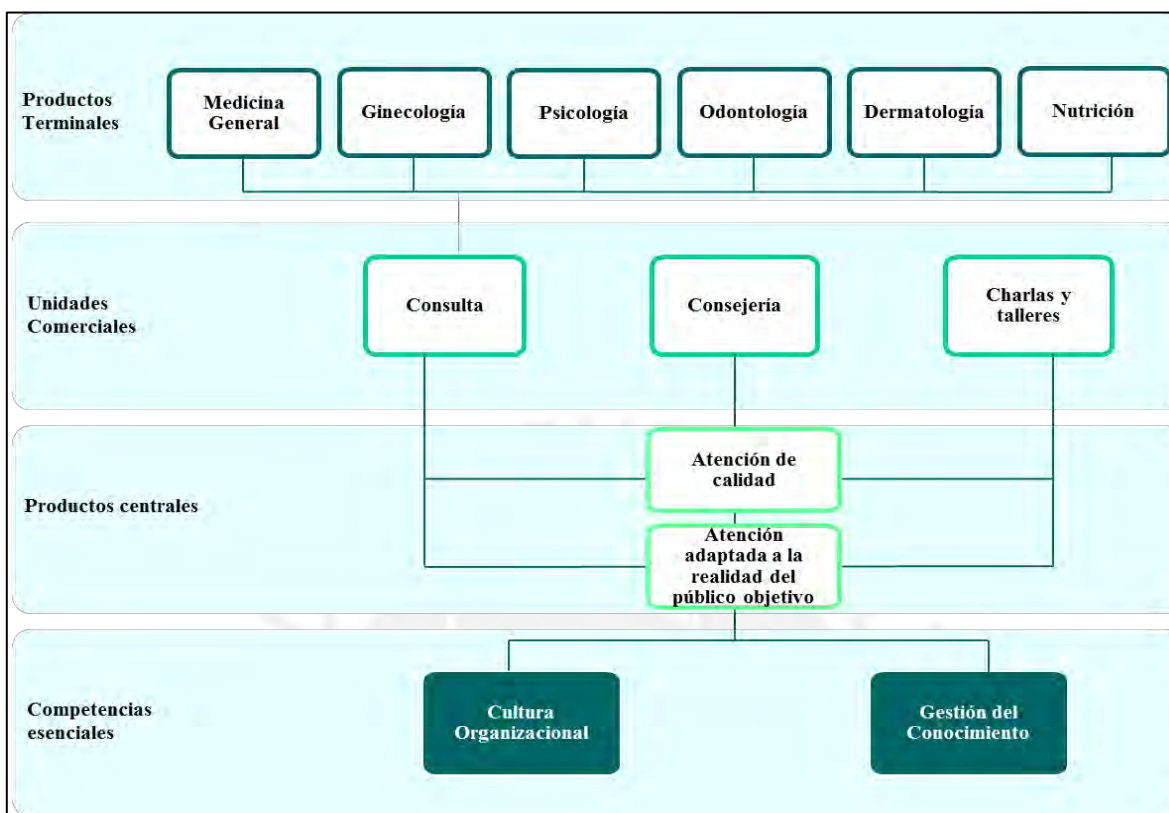 Productos
Terminales
Medicina
General
Ginecología
Psicología
Odontología
Dermatología
Nutrición
Unidades
Comerciales
Consulta
Consejería
Charlas y
talleres
Productos centrales
Atención de
calidad
Atención
adaptada a la
realidad del
público objetivo
Competencias
esenciales
Cultura
Organizacional
Gestión del
Conocimiento